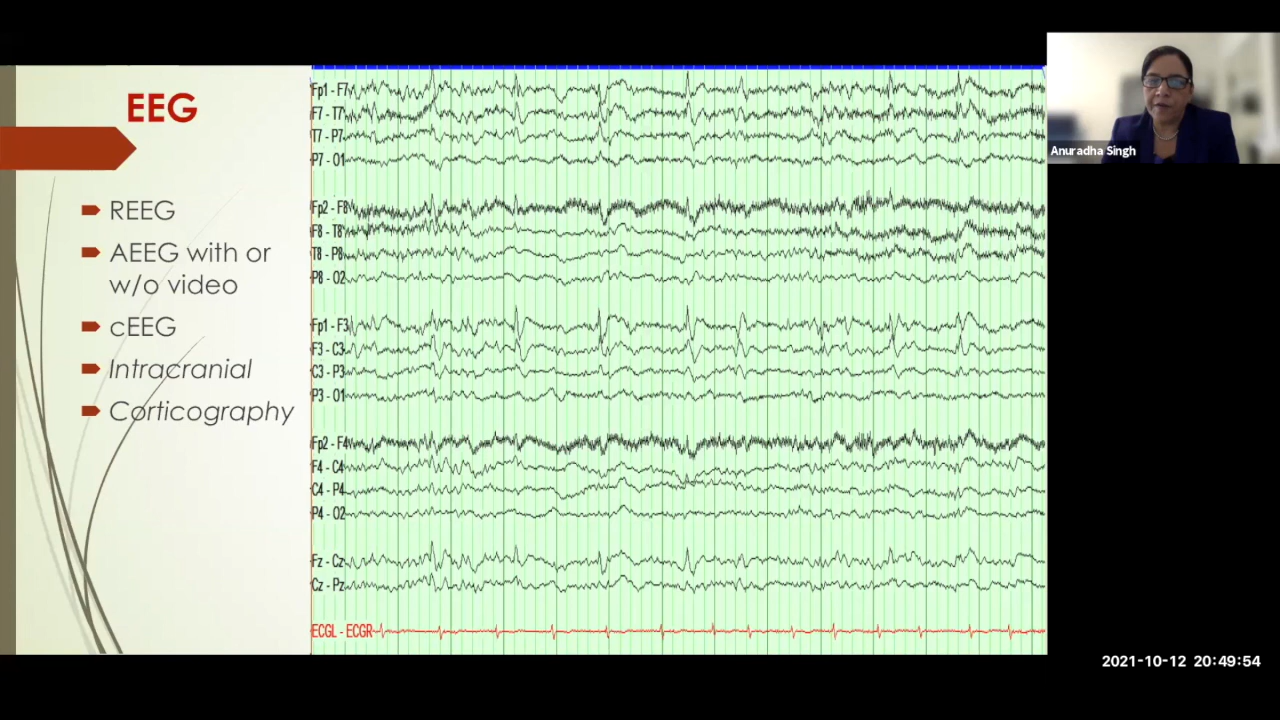 EEG
REEG
AEEG with or
w/o video
cEEG
Intracranial
Corticography
Fp1 - F7
F7 - T7
T7 - P7
P7 - O1
Fp2 - F8
F8 - T8
T8 - P8
P8 - O2
Fp1 - F3
F3 - C3
C3 - P3
P3 - O1
Fp2 - F4
F4 - C4
C4 - P4
P4 - O2
Fz - Cz
Cz - Pz
ECGL - ECGR
Anuradha Singh
2021-10-12 20:49:54